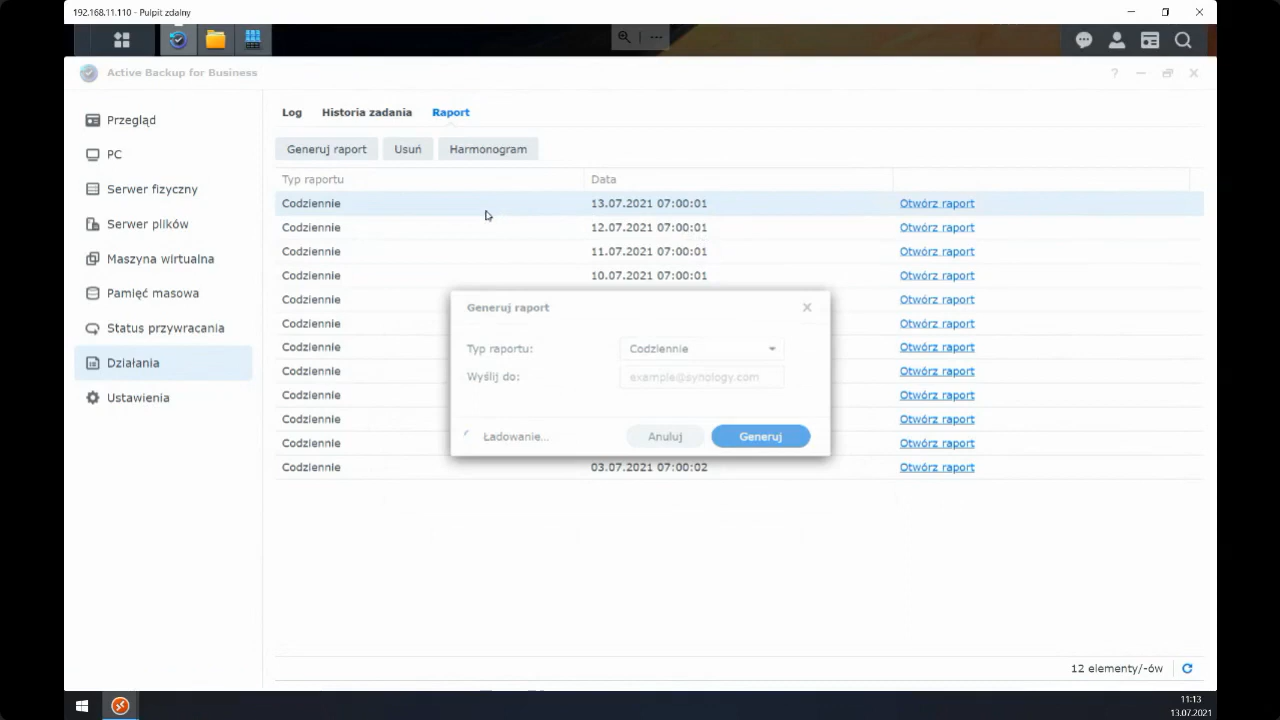 192.168.11.110 - Pulpit zdalny
Active Backup for Business
Przegląd
PC
Serwer fizyczny
Serwer plików
Maszyna wirtualna
Pamięć masowa
Status przywracania
Działania
Ustawienia
Log Historia zadania Raport
Generuj raport Usuń Harmonogram
Typ raportu Data
Codziennie 13.07.2021 07:00:01 Otwórz raport
Codziennie 12.07.2021 07:00:01 Otwórz raport
Codziennie 11.07.2021 07:00:01 Otwórz raport
Codziennie 10.07.2021 07:00:01 Otwórz raport
Codziennie Otwórz raport
Codziennie Otwórz raport
Codziennie Otwórz raport
Codziennie Otwórz raport
Codziennie Otwórz raport
Codziennie Otwórz raport
Codziennie Otwórz raport
Codziennie 03.07.2021 07:00:02 Otwórz raport
Generuj raport
Typ raportu: Codziennie
Wyślij do: example@synology.com
Ładowanie... Anuluj Generuj
12 elementy/-ów
11:13
13.07.2021